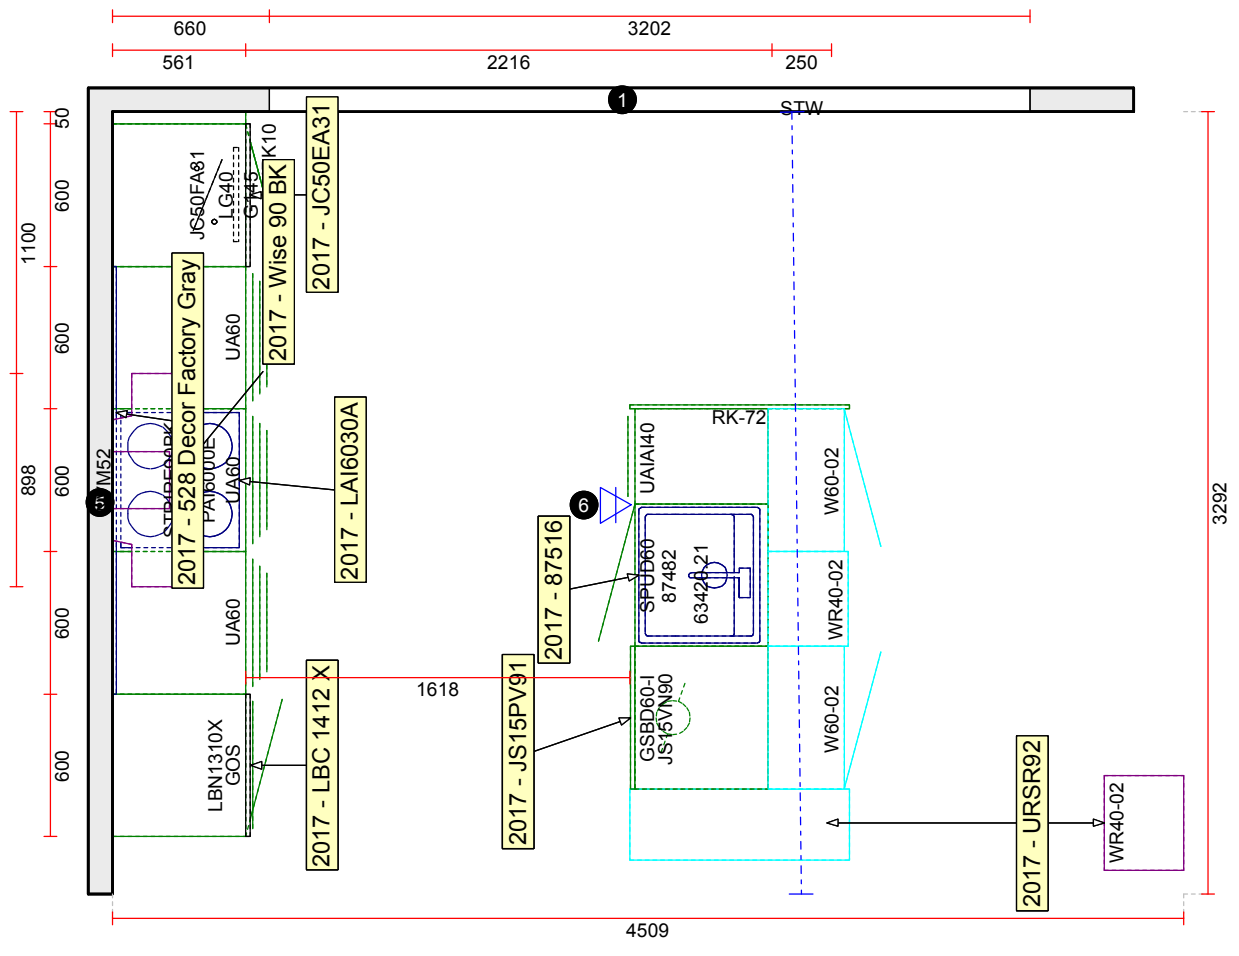 660
3202
561
2216
250
1
STW
50
600
1100
600
898
600
600
600
K10
LG40
G145
2017 - JC50EA31
2017 - Wise 90 BK
2017 - 528 Decor Factory Gray
UA60
UA60
UA60
5
2017 - LAI6030A
RK-72
UAIAI40
W60-02
6
2017 - 87516
SPUD60
87482
63420.21
WR40-02
1618
2017 - JS15PV91
GSBD60-I
JS15VN90
W60-02
LBN1310X
GOS
2017 - LBC 1412 X
2017 - URSR92
WR40-02
3292
4509